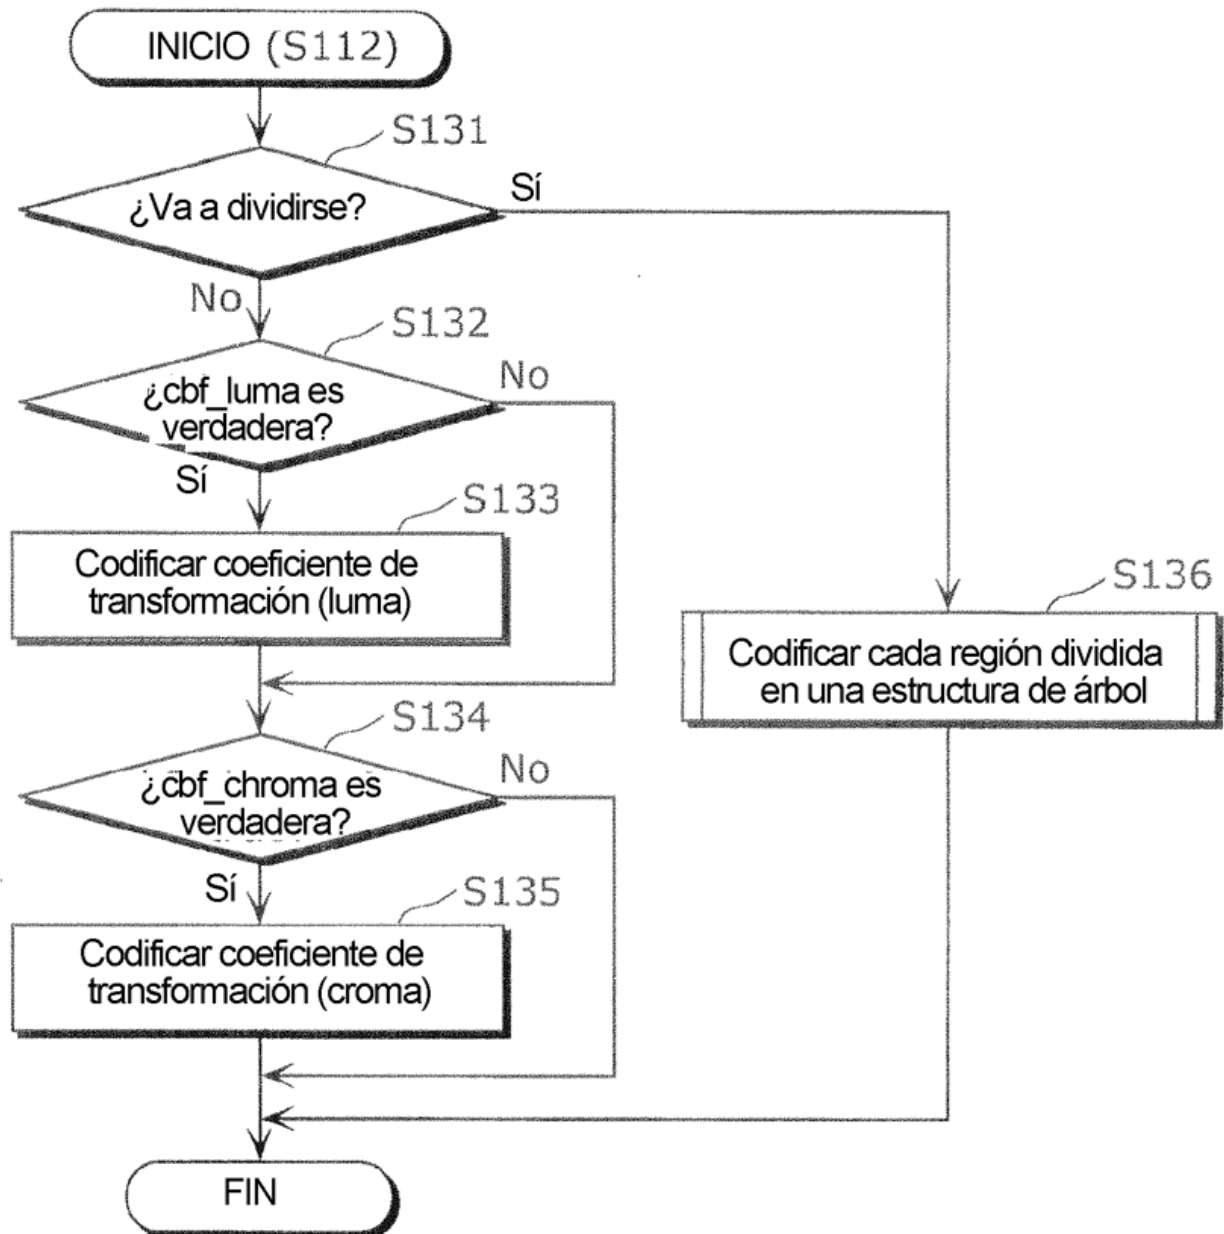 INICIO (S112)
S131
¿Va a dividirse?
Sí
No
S132
¿cbf_luma es
verdadera?
No
Sí
S133
Codificar coeficiente de
transformación (luma)
S136
Codificar cada región dividida
en una estructura de árbol
S134
¿cbf_chroma es
verdadera?
No
Sí
S135
Codificar coeficiente de
transformación (croma)
FIN